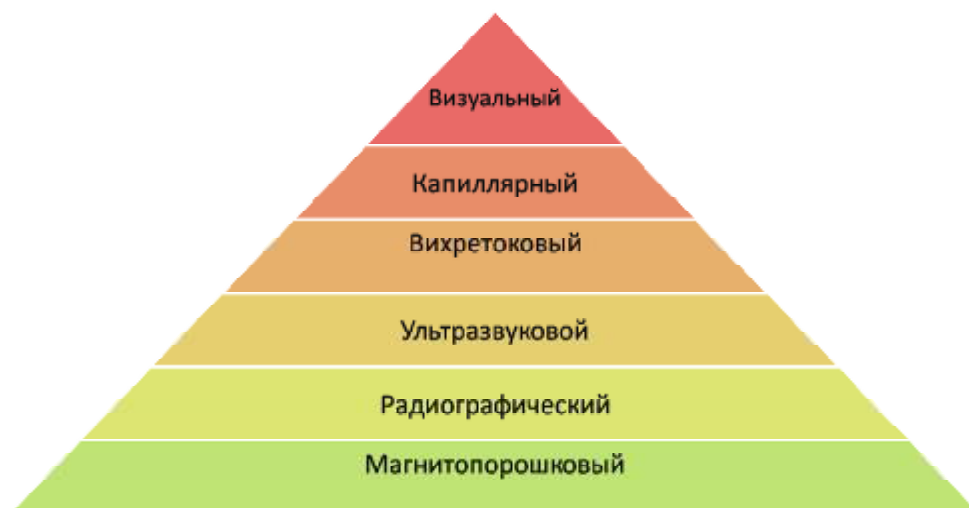 Визуальный
Капиллярный
Вихретоковый
Ультразвуковой
Радиографический
Магнитопорошковый